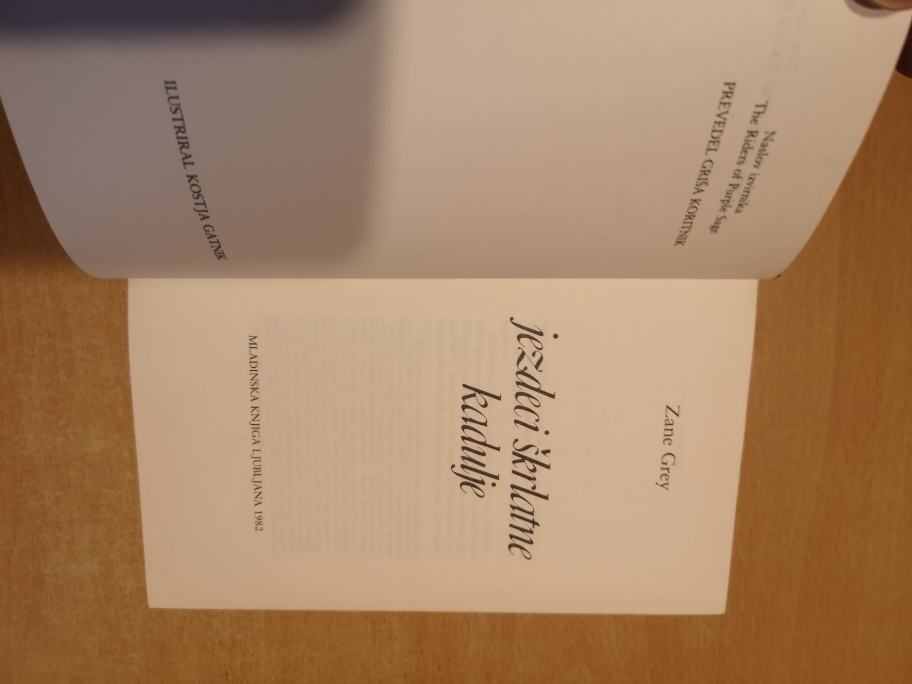 Naslov izvirnika
The Riders of Purple Sage
PREVEDEL GRIŠA KORITNIK
ILUSTRIRAL KOSTJA GATNIK
Zane Grey
jezdeci škrlatne
kadulje
MLADINSKA KNJIGA LJUBLJANA 1982